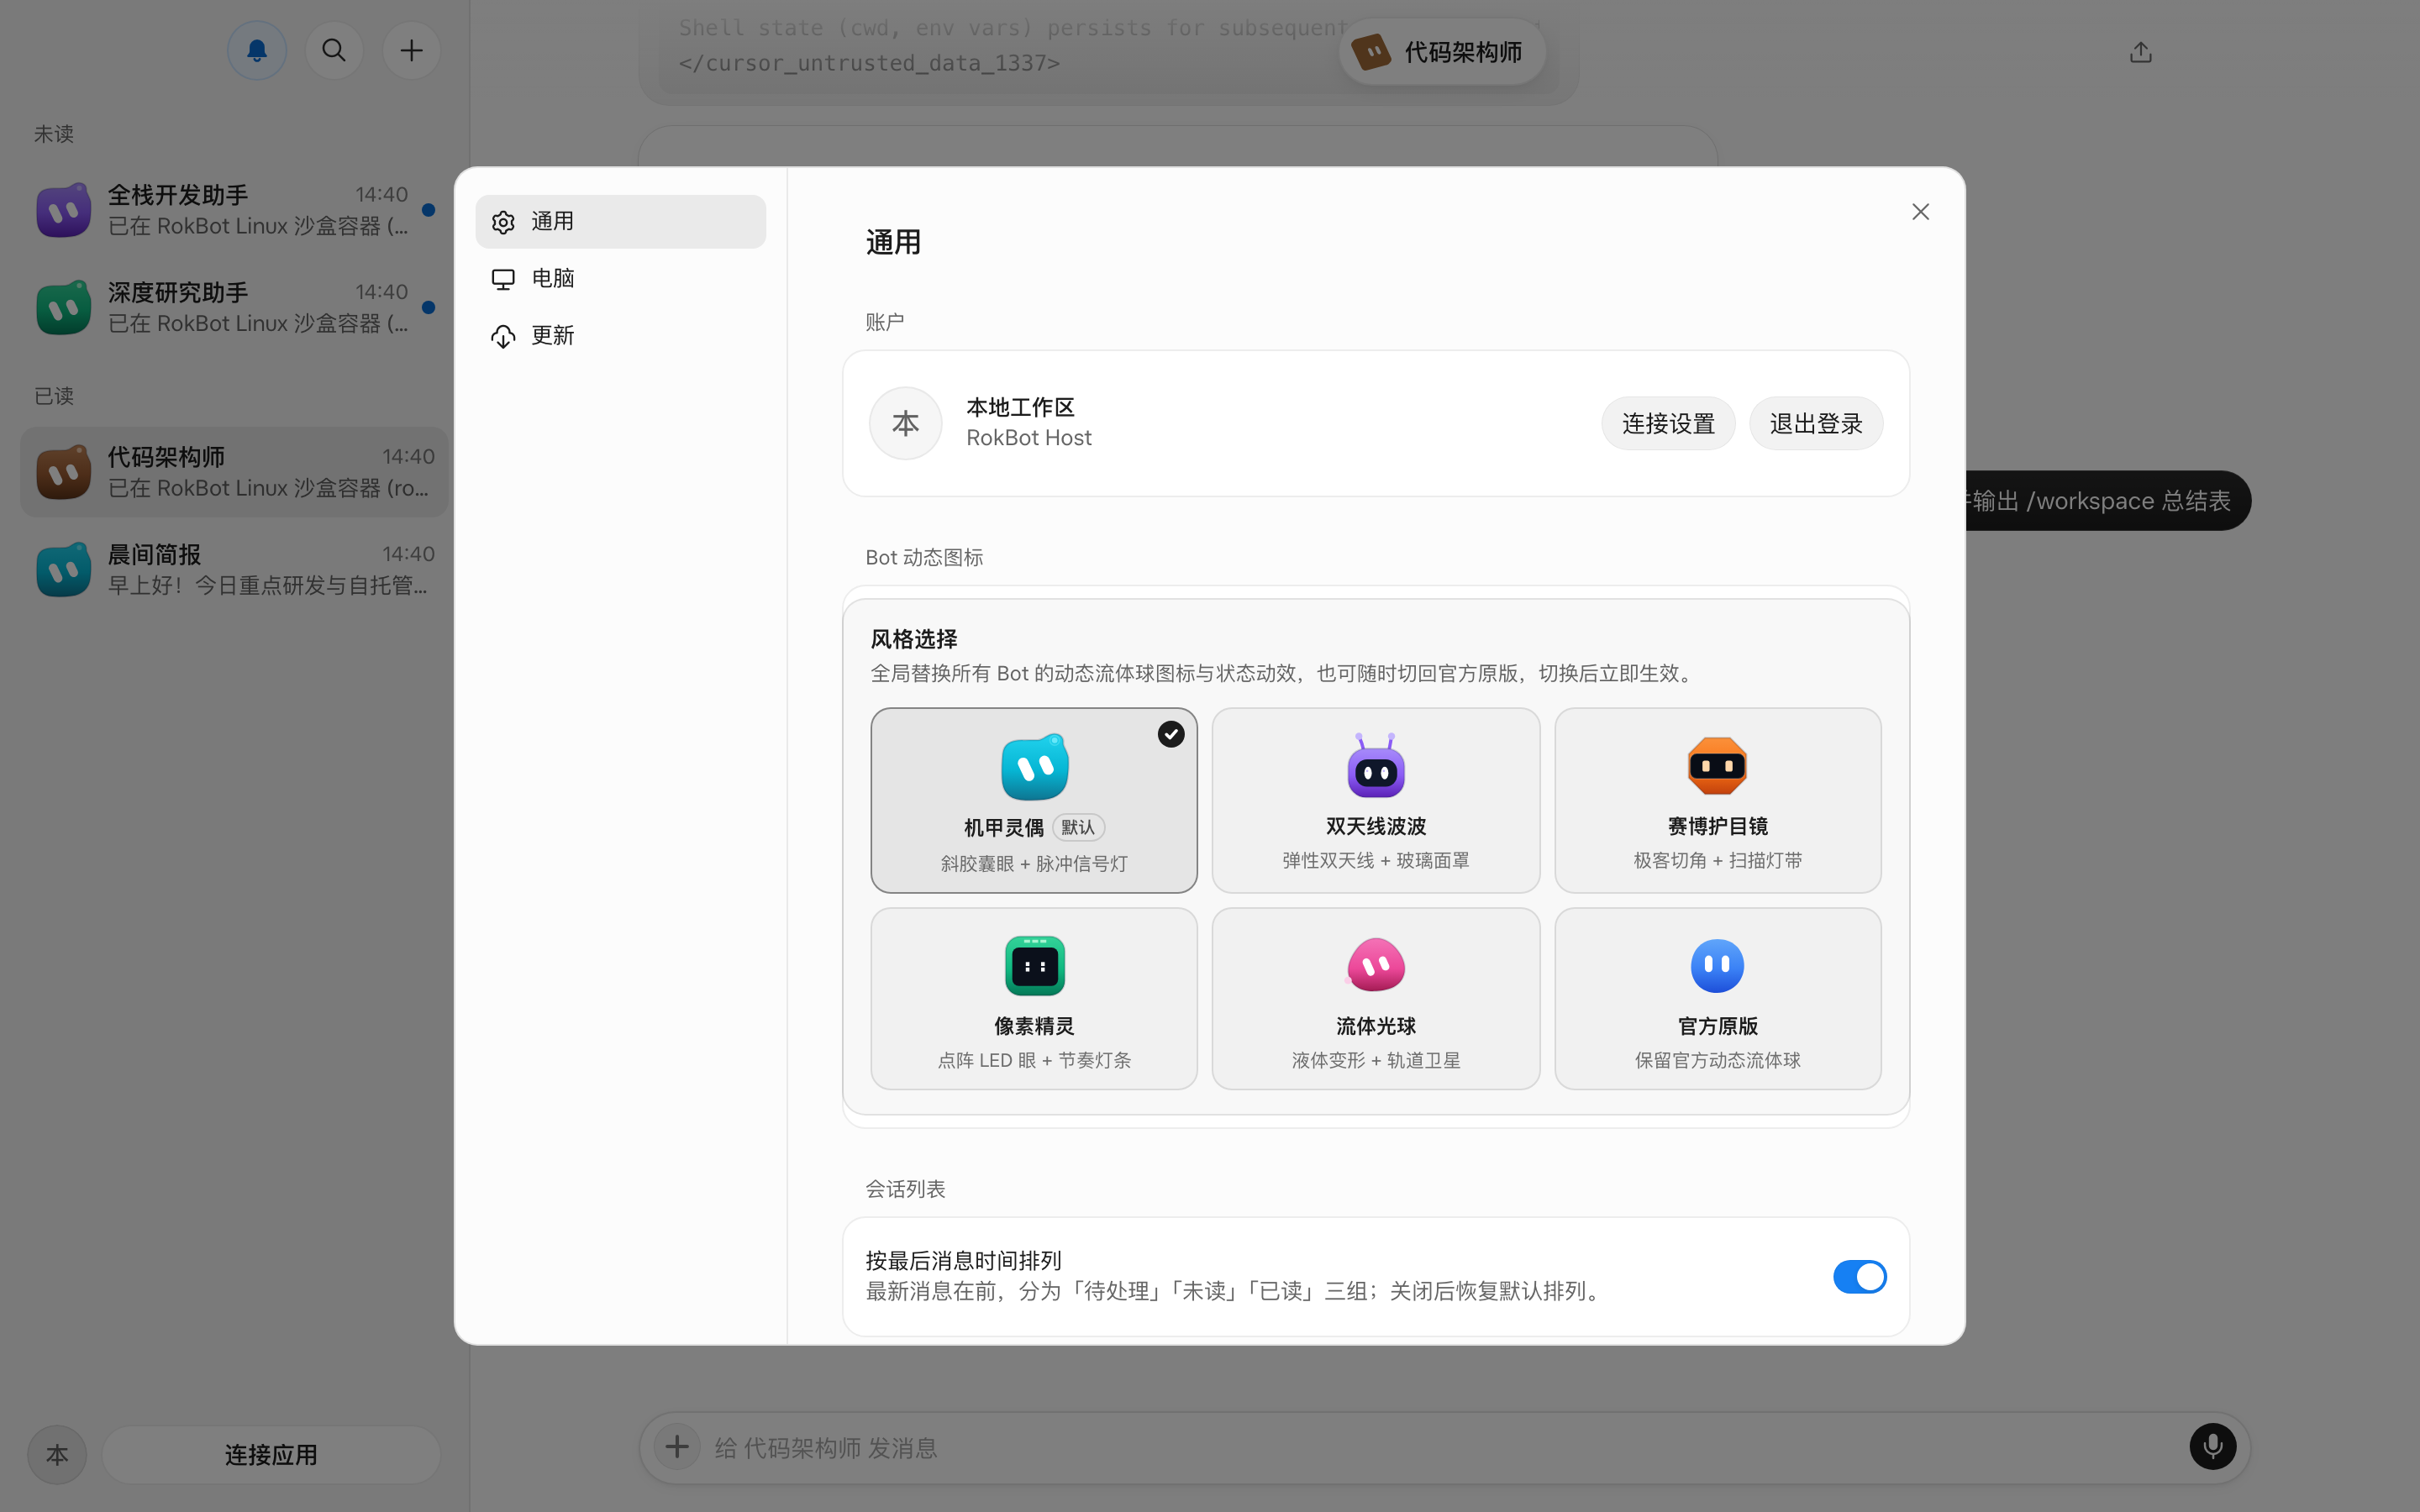 Shell state (cwd, env vars) persists for subsequent
</cursor_untrusted_data_1337>
代码架构师
未读
全栈开发助手
14:40
已在 RokBot Linux 沙盒容器 (...
深度研究助手
14:40
已在 RokBot Linux 沙盒容器 (...
已读
代码架构师
14:40
已在 RokBot Linux 沙盒容器 (ro...
晨间简报
14:40
早上好！今日重点研发与自托管...
本
连接应用
通用
电脑
更新
通用
账户
本
本地工作区
RokBot Host
连接设置
退出登录
Bot 动态图标
风格选择
全局替换所有 Bot 的动态流体球图标与状态动效，也可随时切回官方原版，切换后立即生效。
机甲灵偶 默认
斜胶囊眼 + 脉冲信号灯
双天线波波
弹性双天线 + 玻璃面罩
赛博护目镜
极客切角 + 扫描灯带
像素精灵
点阵 LED 眼 + 节奏灯条
流体光球
液体变形 + 轨道卫星
官方原版
保留官方动态流体球
会话列表
按最后消息时间排列
最新消息在前，分为「待处理」「未读」「已读」三组；关闭后恢复默认排列。
输出 /workspace 总结表
给 代码架构师 发消息